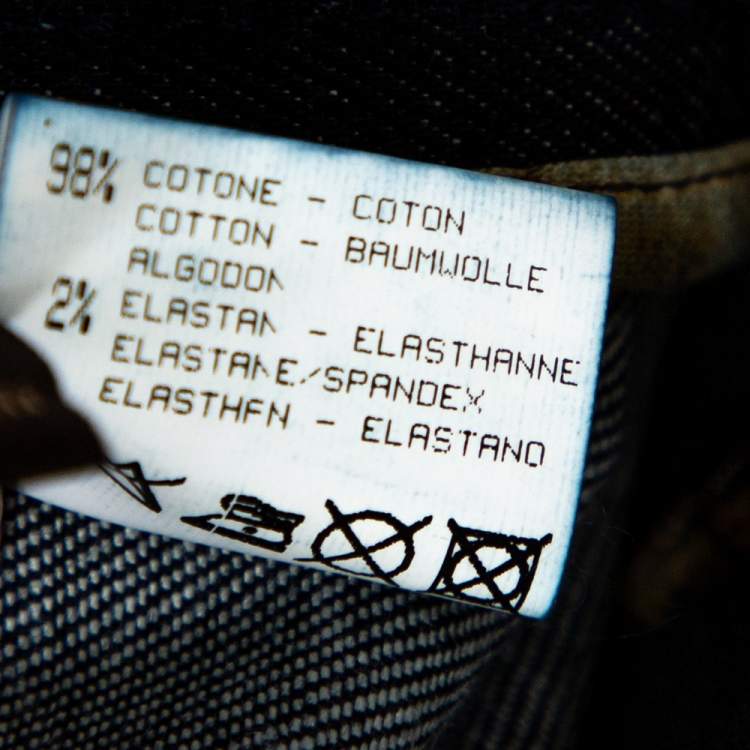 98% COTONE - COTON
COTTON - BAUMWOLLE
ALGODON
2% ELASTAN - ELASTHANNE
ELASTANE/SPANDEX
ELASTHAN - ELASTANO